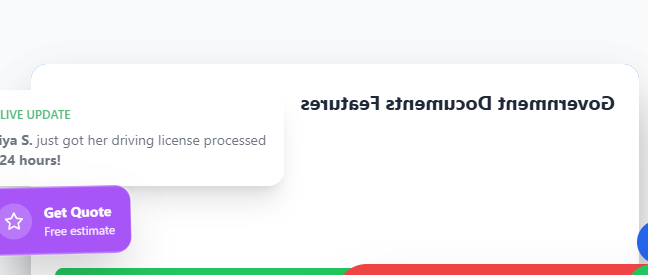 Government Documents Features
LIVE UPDATE
iya S. just got her driving license processed
24 hours!
Get Quote
Free estimate